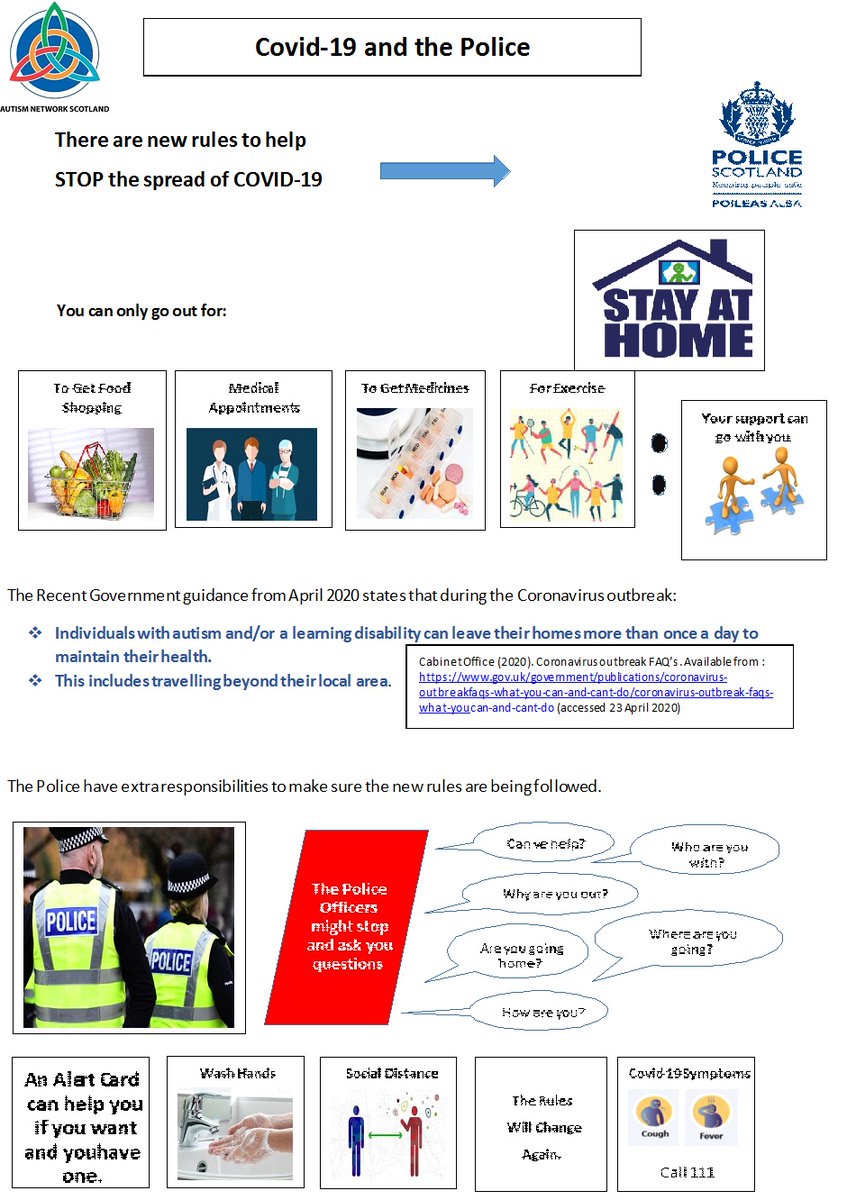 Covid-19 and the Police
AUTISM NETWORK SCOTLAND
There are new rules to help
STOP the spread of COVID-19
POLICE
SCOTLAND
Keeping people safe
POILEAS ALBA
STAY AT
HOME
You can only go out for:
To Get Food
Shopping
Medical
Appointments
To Get Medicines
For Exercise
Your support can
go with you
The Recent Government guidance from April 2020 states that during the Coronavirus outbreak:
❖ Individuals with autism and/or a learning disability can leave their homes more than once a day to
maintain their health.
❖ This includes travelling beyond their local area.
Cabinet Office (2020). Coronavirus outbreak FAQ's. Available from :
https://www.gov.uk/government/publications/coronavirus-
outbreakfaqs-what-you-can-and-cant-do/coronavirus-outbreak-faqs-
what-youcan-and-cant-do (accessed 23 April 2020)
The Police have extra responsibilities to make sure the new rules are being followed.
POLICE
POLICE
The Police
Officers
might stop
and ask you
questions
Can we help?
Who are you
with?
Why are you out?
Where are you
going?
Are you going
home?
How are you?
An Alert Card
can help you
if you want
and youhave
one.
Wash Hands
Social Distance
The Rules
Will Change
Again.
Covid-19 Symptoms
Cough
Fever
Call 111